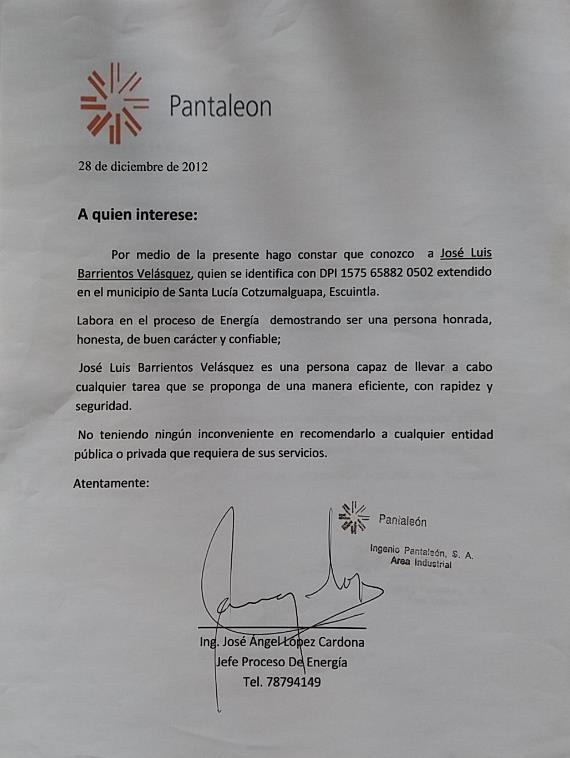 Pantaleon
28 de diciembre de 2012
A quien interese:
Por medio de la presente hago constar que conozco a José Luis
Barrientos Velásquez, quien se identifica con DPI 1575 65882 0502 extendido
en el municipio de Santa Lucía Cotzumalguapa, Escuintla.
Labora en el proceso de Energía demostrando ser una persona honrada,
honesta, de buen carácter y confiable;
José Luis Barrientos Velásquez es una persona capaz de llevar a cabo
cualquier tarea que se proponga de una manera eficiente, con rapidez y
seguridad.
No teniendo ningún inconveniente en recomendarlo a cualquier entidad
pública o privada que requiera de sus servicios.
Atentamente:
Pantaleón
Ingenio Pantaleón, S. A.
Area Industrial
Ing. José Ángel López Cardona
Jefe Proceso De Energía
Tel. 78794149